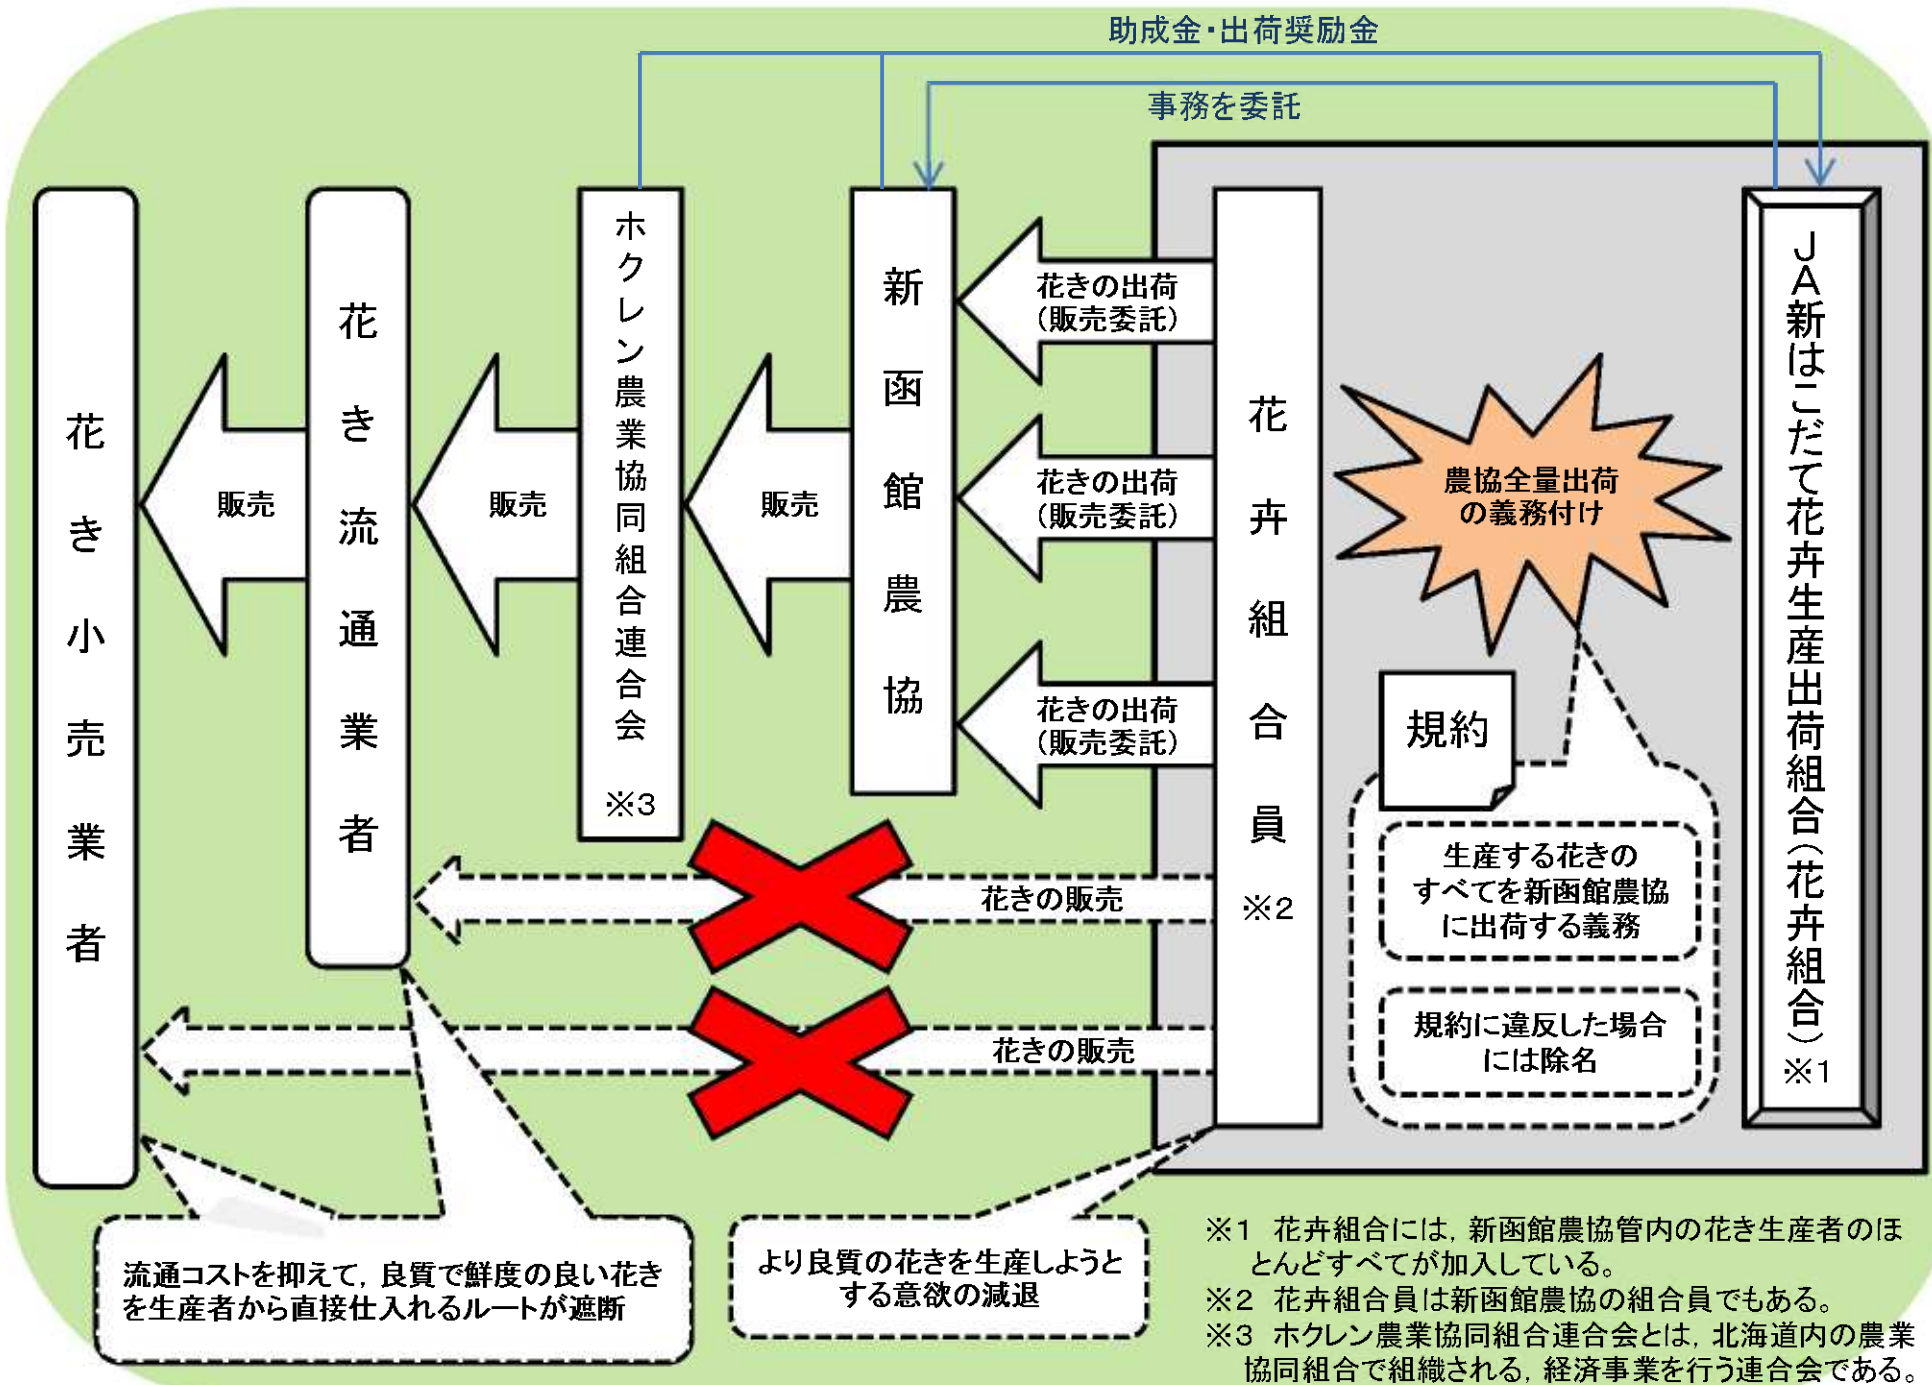 助成金・出荷奨励金
事務を委託
JA新はこだて花卉生産出荷組合(花卉組合)※1
農協全量出荷
の義務付け
規約
生産する花きの
すべてを新函館農協
に出荷する義務
規約に違反した場合
には除名
花卉組合員※2
花きの出荷
(販売委託)
花きの出荷
(販売委託)
花きの出荷
(販売委託)
新函館農協
販売
ホクレン農業協同組合連合会※3
販売
花き流通業者
販売
花き小売業者
花きの販売
花きの販売
流通コストを抑えて,良質で鮮度の良い花き
を生産者から直接仕入れるルートが遮断
より良質の花きを生産しようと
する意欲の減退
※1 花卉組合には,新函館農協管内の花き生産者のほ
とんどすべてが加入している。
※2 花卉組合員は新函館農協の組合員でもある。
※3 ホクレン農業協同組合連合会とは,北海道内の農業
協同組合で組織される,経済事業を行う連合会である。